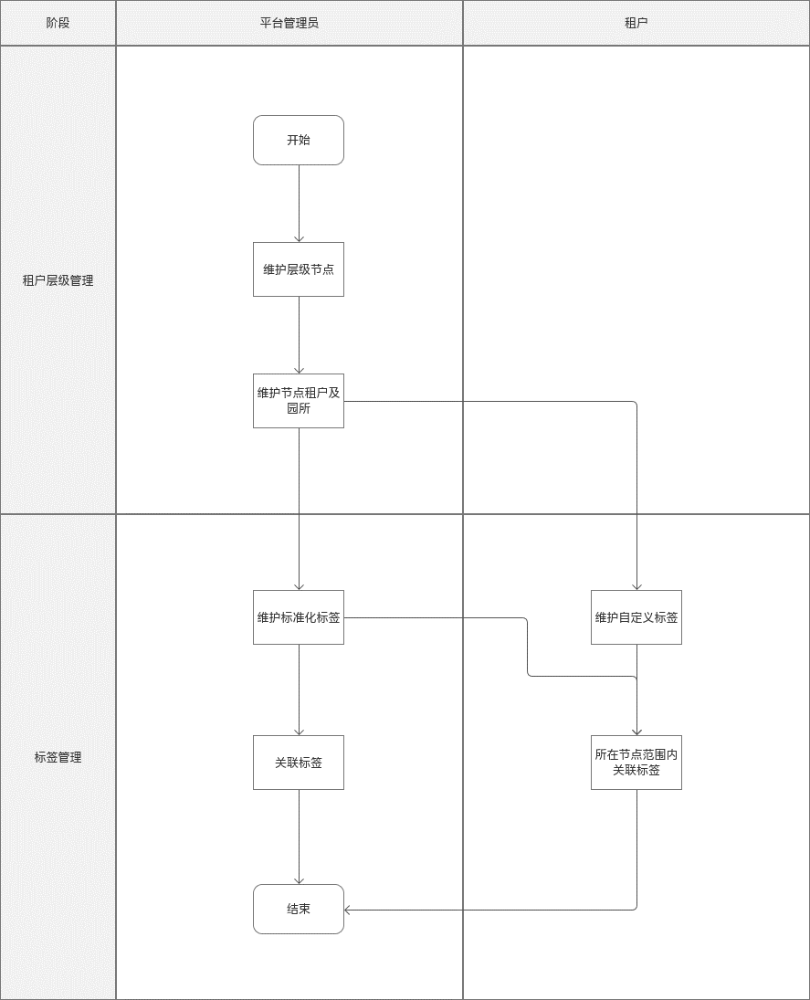 阶段
平台管理员
租户
开始
租户层级管理
维护层级节点
维护节点租户及
园所
标签管理
维护标准化标签
维护自定义标签
关联标签
所在节点范围内
关联标签
结束